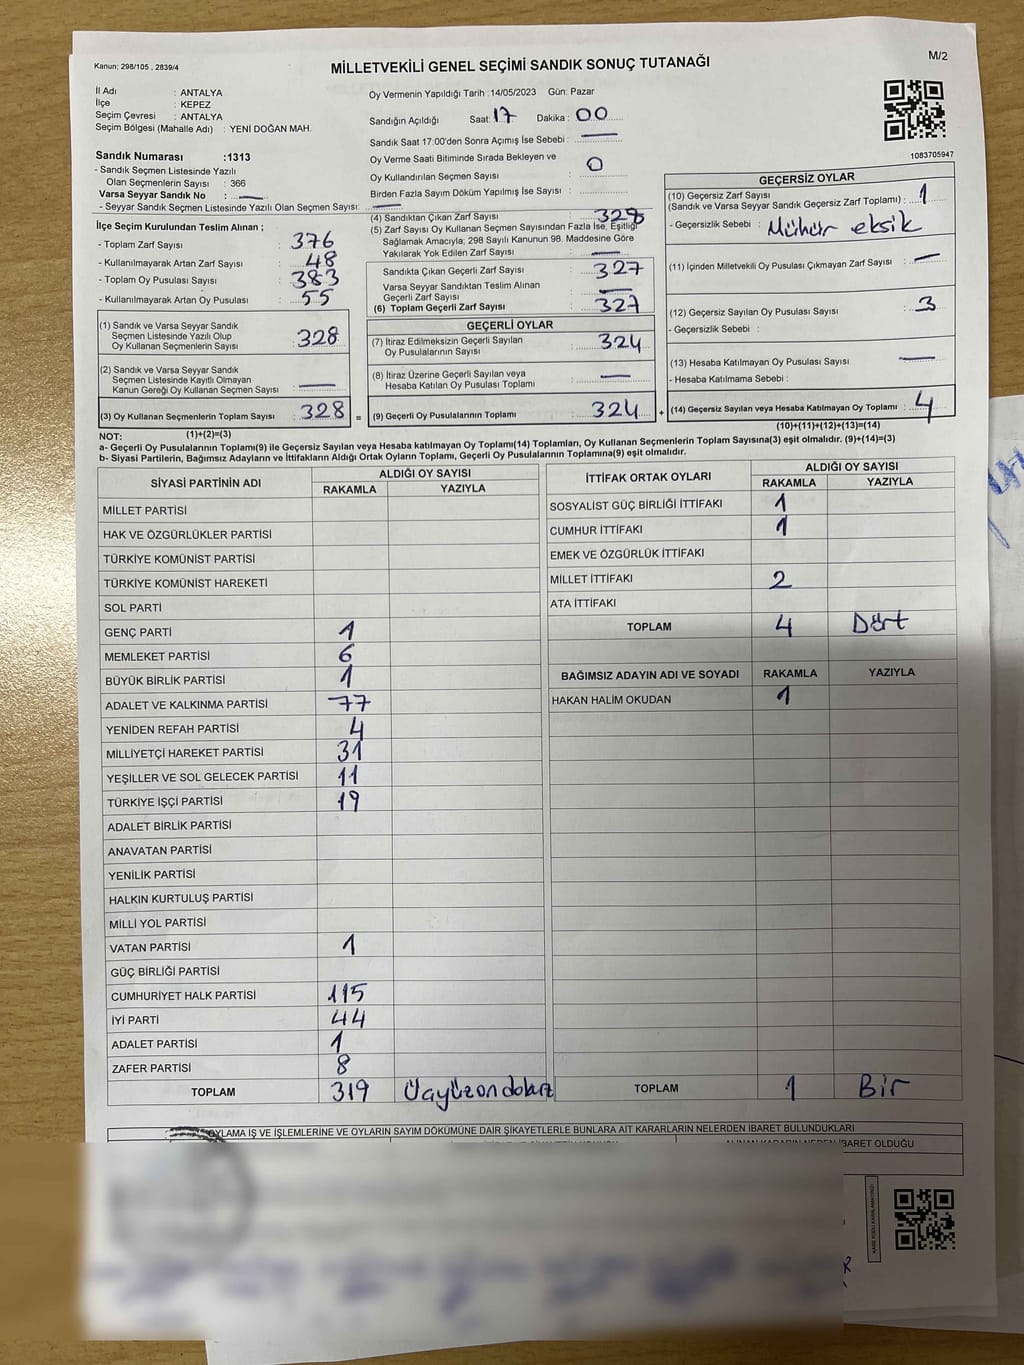 Kanun: 298/105 , 2839/4
MİLLETVEKİLİ GENEL SEÇİMİ SANDIK SONUÇ TUTANAĞI
M/2
İl Adı : ANTALYA
İlçe : KEPEZ
Seçim Çevresi : ANTALYA
Seçim Bölgesi (Mahalle Adı) : YENİ DOĞAN MAH.
Sandık Numarası :1313
- Sandık Seçmen Listesinde Yazılı
Olan Seçmenlerin Sayısı : 366
Varsa Seyyar Sandık No : —
- Seyyar Sandık Seçmen Listesinde Yazılı Olan Seçmen Sayısı: —
Oy Vermenin Yapıldığı Tarih :14/05/2023 Gün: Pazar
Sandığın Açıldığı Saat: 17 Dakika : 00
Sandık Saat 17:00'den Sonra Açımış İse Sebebi : —
Oy Verme Saati Bitiminde Sırada Bekleyen ve
Oy Kullandırılan Seçmen Sayısı : 0
Birden Fazla Sayım Döküm Yapılmış İse Sayısı :
1083705947
İlçe Seçim Kurulundan Teslim Alınan ;
- Toplam Zarf Sayısı : 376
- Kullanılmayarak Artan Zarf Sayısı : 48
- Toplam Oy Pusulası Sayısı : 383
- Kullanılmayarak Artan Oy Pusulası : 55
(4) Sandıktan Çıkan Zarf Sayısı : 328
(5) Zarf Sayısı Oy Kullanan Seçmen Sayısından Fazla İse, Eşitliği
Sağlamak Amacıyla; 298 Sayılı Kanunun 98. Maddesine Göre
Yakılarak Yok Edilen Zarf Sayısı : —
Sandıkta Çıkan Geçerli Zarf Sayısı : 327
Varsa Seyyar Sandıktan Teslim Alınan
Geçerli Zarf Sayısı : —
(6) Toplam Geçerli Zarf Sayısı : 327
GEÇERSİZ OYLAR
(10) Geçersiz Zarf Sayısı
(Sandık ve Varsa Seyyar Sandık Geçersiz Zarf Toplamı) : 1
- Geçersizlik Sebebi : Mühür eksik
(11) İçinden Milletvekili Oy Pusulası Çıkmayan Zarf Sayısı : —
(12) Geçersiz Sayılan Oy Pusulası Sayısı : 3
- Geçersizlik Sebebi :
(13) Hesaba Katılmayan Oy Pusulası Sayısı : —
- Hesaba Katılmama Sebebi :
(14) Geçersiz Sayılan veya Hesaba Katılmayan Oy Toplamı : 4
(10)+(11)+(12)+(13)=(14)
(1) Sandık ve Varsa Seyyar Sandık
Seçmen Listesinde Yazılı Olup
Oy Kullanan Seçmenlerin Sayısı : 328
(2) Sandık ve Varsa Seyyar Sandık
Seçmen Listesinde Kayıtlı Olmayan
Kanun Gereği Oy Kullanan Seçmen Sayısı : —
(3) Oy Kullanan Seçmenlerin Toplam Sayısı : 328 =
(1)+(2)=(3)
GEÇERLİ OYLAR
(7) İtiraz Edilmeksizin Geçerli Sayılan
Oy Pusulalarının Sayısı : 324
(8) İtiraz Üzerine Geçerli Sayılan veya
Hesaba Katılan Oy Pusulası Toplamı : —
(9) Geçerli Oy Pusulalarının Toplamı : 324 +
NOT:
a- Geçerli Oy Pusulalarının Toplamı(9) ile Geçersiz Sayılan veya Hesaba katılmayan Oy Toplamı(14) Toplamları, Oy Kullanan Seçmenlerin Toplam Sayısına(3) eşit olmalıdır. (9)+(14)=(3)
b- Siyasi Partilerin, Bağımsız Adayların ve İttifakların Aldığı Ortak Oyların Toplamı, Geçerli Oy Pusulalarının Toplamına(9) eşit olmalıdır.
SİYASİ PARTİNİN ADI ALDIĞI OY SAYISI
RAKAMLA YAZIYLA
MİLLET PARTİSİ
HAK VE ÖZGÜRLÜKLER PARTİSİ
TÜRKİYE KOMÜNİST PARTİSİ
TÜRKİYE KOMÜNİST HAREKETİ
SOL PARTİ
GENÇ PARTİ 1
MEMLEKET PARTİSİ 6
BÜYÜK BİRLİK PARTİSİ 1
ADALET VE KALKINMA PARTİSİ 77
YENİDEN REFAH PARTİSİ 4
MİLLİYETÇİ HAREKET PARTİSİ 31
YEŞİLLER VE SOL GELECEK PARTİSİ 11
TÜRKİYE İŞÇİ PARTİSİ 19
ADALET BİRLİK PARTİSİ
ANAVATAN PARTİSİ
YENİLİK PARTİSİ
HALKIN KURTULUŞ PARTİSİ
MİLLİ YOL PARTİSİ
VATAN PARTİSİ 1
GÜÇ BİRLİĞİ PARTİSİ
CUMHURİYET HALK PARTİSİ 115
İYİ PARTİ 44
ADALET PARTİSİ 1
ZAFER PARTİSİ 8
TOPLAM 319 Üçyüzondokuz
İTTİFAK ORTAK OYLARI ALDIĞI OY SAYISI
RAKAMLA YAZIYLA
SOSYALİST GÜÇ BİRLİĞİ İTTİFAKI 1
CUMHUR İTTİFAKI 1
EMEK VE ÖZGÜRLÜK İTTİFAKI
MİLLET İTTİFAKI 2
ATA İTTİFAKI
TOPLAM 4 Dört
BAĞIMSIZ ADAYIN ADI VE SOYADI RAKAMLA YAZIYLA
HAKAN HALİM OKUDAN 1
TOPLAM 1 Bir
OYLAMA İŞ VE İŞLEMLERİNE VE OYLARIN SAYIM DÖKÜMÜNE DAİR ŞİKAYETLERLE BUNLARA AİT KARARLARIN NELERDEN İBARET BULUNDUKLARI
ALINAN KARARIN NEDEN İBARET OLDUĞU